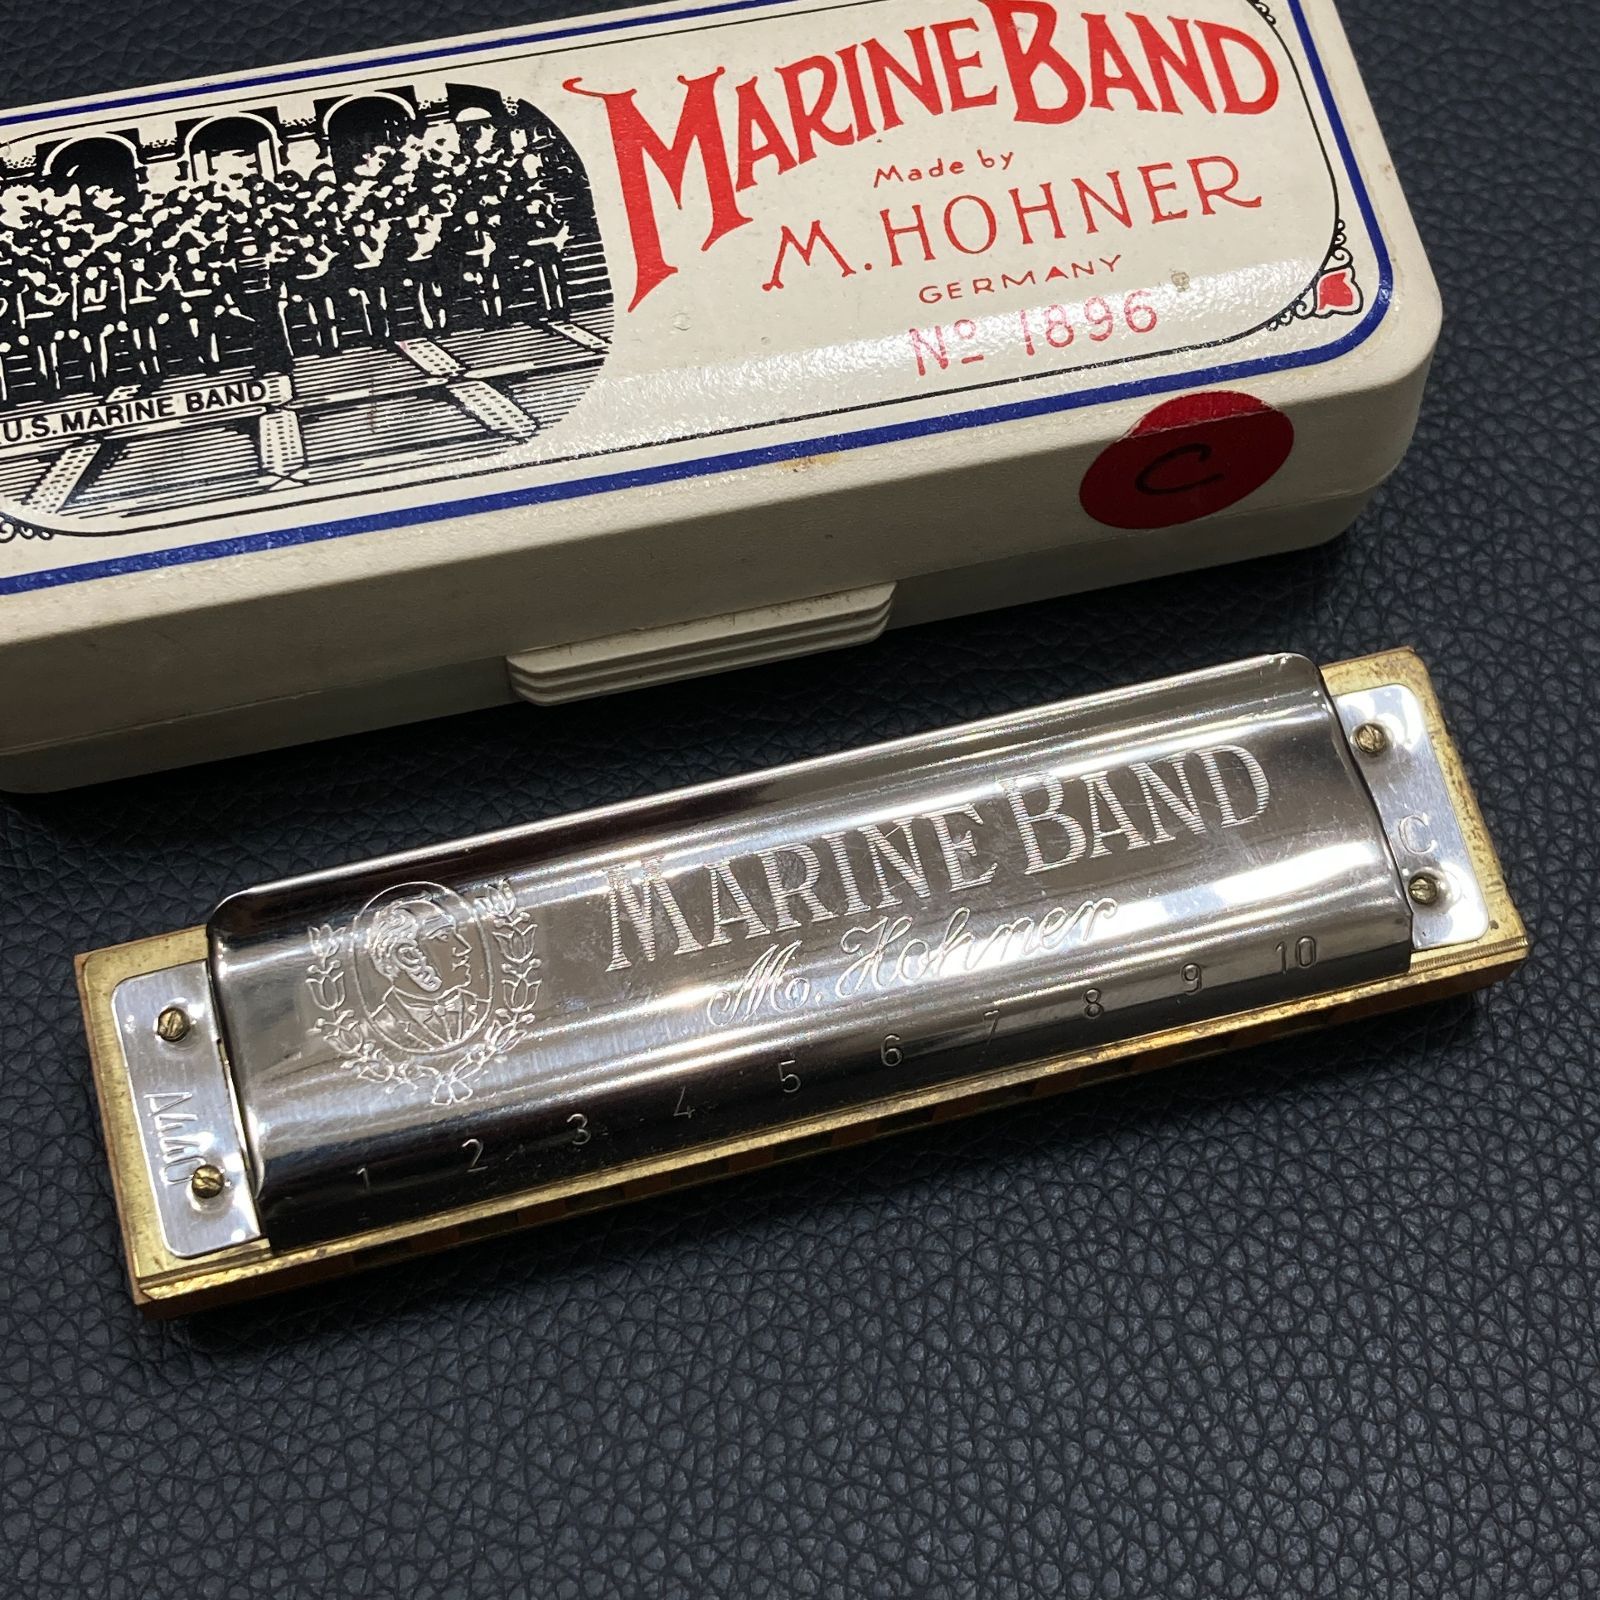 MARINE BAND
Made by
M. HOHNER
GERMANY
No 1896
U.S. MARINE BAND
C
MARINE BAND
M. Hohner
C
A440
1 2 3 4 5 6 7 8 9 10